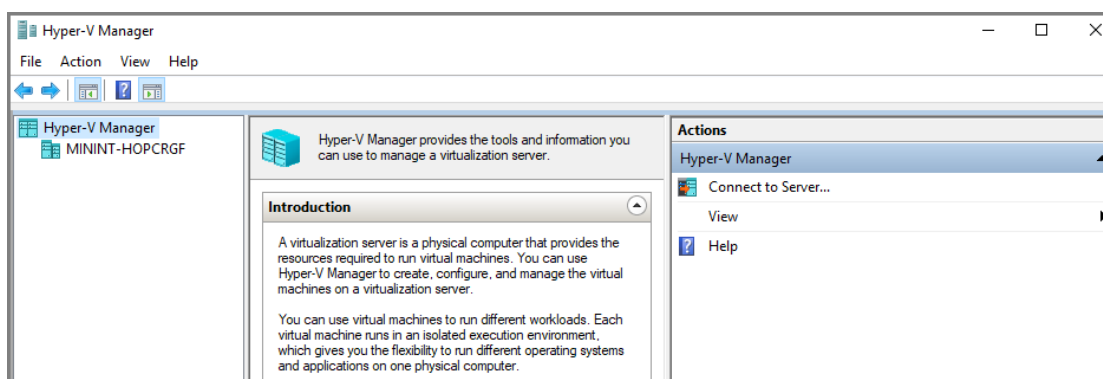 Hyper-V Manager
File Action View Help
Hyper-V Manager
MININT-HOPCRGF
Hyper-V Manager provides the tools and information you
can use to manage a virtualization server.
Introduction
A virtualization server is a physical computer that provides the
resources required to run virtual machines. You can use
Hyper-V Manager to create, configure, and manage the virtual
machines on a virtualization server.
You can use virtual machines to run different workloads. Each
virtual machine runs in an isolated execution environment,
which gives you the flexibility to run different operating systems
and applications on one physical computer.
Actions
Hyper-V Manager
Connect to Server...
View
Help